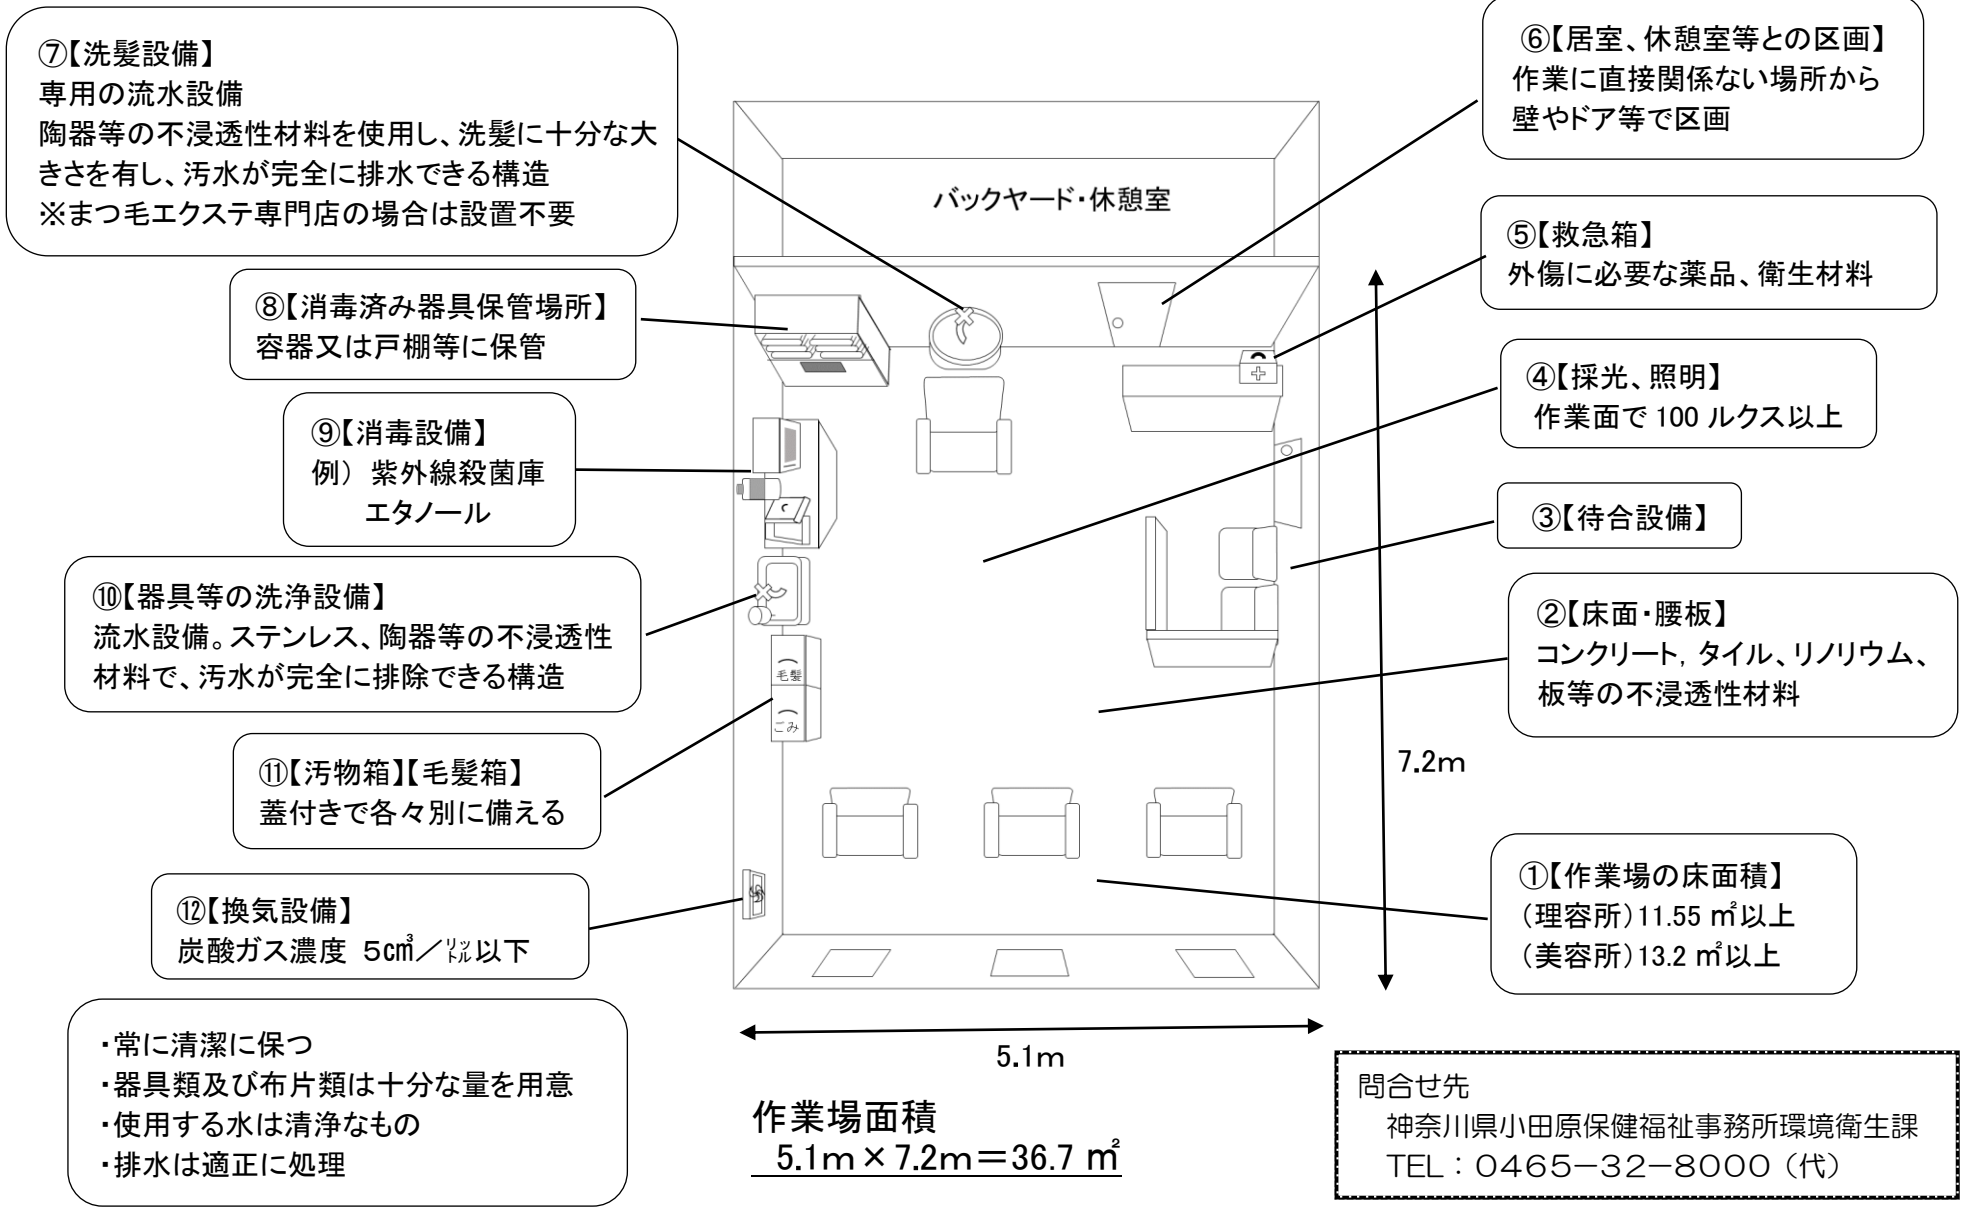 ⑦【洗髪設備】
専用の流水設備
陶器等の不浸透性材料を使用し、洗髪に十分な大
きさを有し、汚水が完全に排水できる構造
※まつ毛エクステ専門店の場合は設置不要
⑥【居室、休憩室等との区画】
作業に直接関係ない場所から
壁やドア等で区画
バックヤード・休憩室
⑤【救急箱】
外傷に必要な薬品、衛生材料
⑧【消毒済み器具保管場所】
容器又は戸棚等に保管
④【採光、照明】
作業面で 100 ルクス以上
⑨【消毒設備】
例） 紫外線殺菌庫
エタノール
③【待合設備】
⑩【器具等の洗浄設備】
流水設備。ステンレス、陶器等の不浸透性
材料で、汚水が完全に排除できる構造
②【床面・腰板】
コンクリート, タイル、リノリウム、
板等の不浸透性材料
毛髪
ごみ
⑪【汚物箱】【毛髪箱】
蓋付きで各々別に備える
7.2ｍ
①【作業場の床面積】
（理容所）11.55 ㎡以上
（美容所）13.2 ㎡以上
⑫【換気設備】
炭酸ガス濃度 5㎤／㍑以下
・常に清潔に保つ
・器具類及び布片類は十分な量を用意
・使用する水は清浄なもの
・排水は適正に処理
5.1ｍ
作業場面積
5.1ｍ×7.2ｍ＝36.7 ㎡
問合せ先
神奈川県小田原保健福祉事務所環境衛生課
TEL：０４６５－３２－８０００（代）